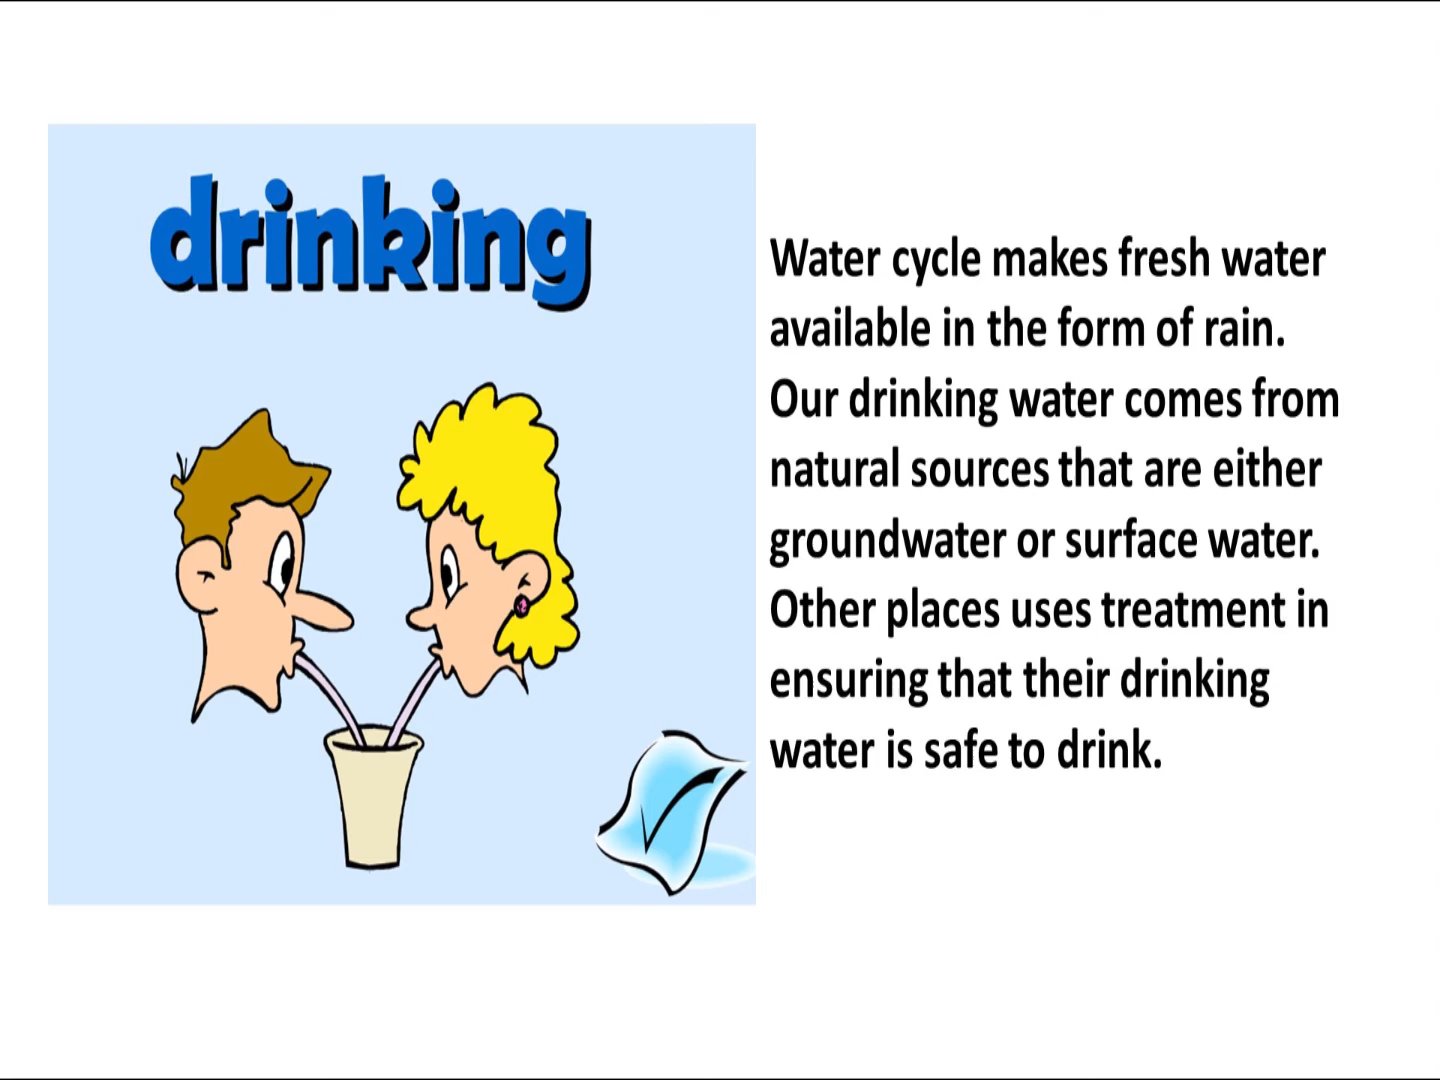 drinking
Water cycle makes fresh water
available in the form of rain.
Our drinking water comes from
natural sources that are either
groundwater or surface water.
Other places uses treatment in
ensuring that their drinking
water is safe to drink.